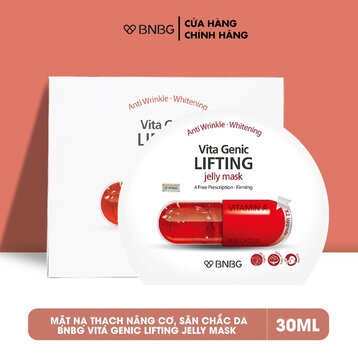 BNBG
CỬA HÀNG
CHÍNH HÃNG
Anti Wrinkle · Whitening
Vita Genic
LIFTING
Anti Wrinkle · Whitening
Vita Genic
LIFTING
jelly mask
4 Free Prescription · Firming
VITAMIN A
BNBG
MẶT NẠ THẠCH NÂNG CƠ, SĂN CHẮC DA
BNBG VITA GENIC LIFTING JELLY MASK
30ML